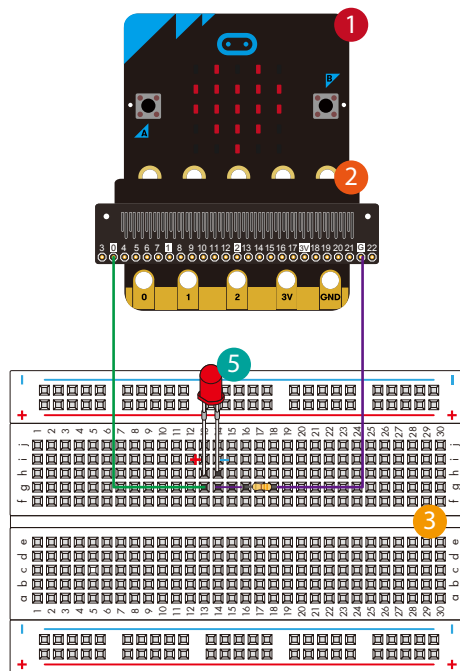 1
B
A
2
3 0 4 5 6 7 1 8 9 10 11 12 2 13 14 15 16 17 3V 18 19 20 21 G 22
0 1 2 3V GND
5
− −
+ +
1 2 3 4 5 6 7 8 9 10 11 12 13 14 15 16 17 18 19 20 21 22 23 24 25 26 27 28 29 30
j j
i + − i
h h
g g
f f
3
e e
d d
c c
b b
a a
1 2 3 4 5 6 7 8 9 10 11 12 13 14 15 16 17 18 19 20 21 22 23 24 25 26 27 28 29 30
− −
+ +